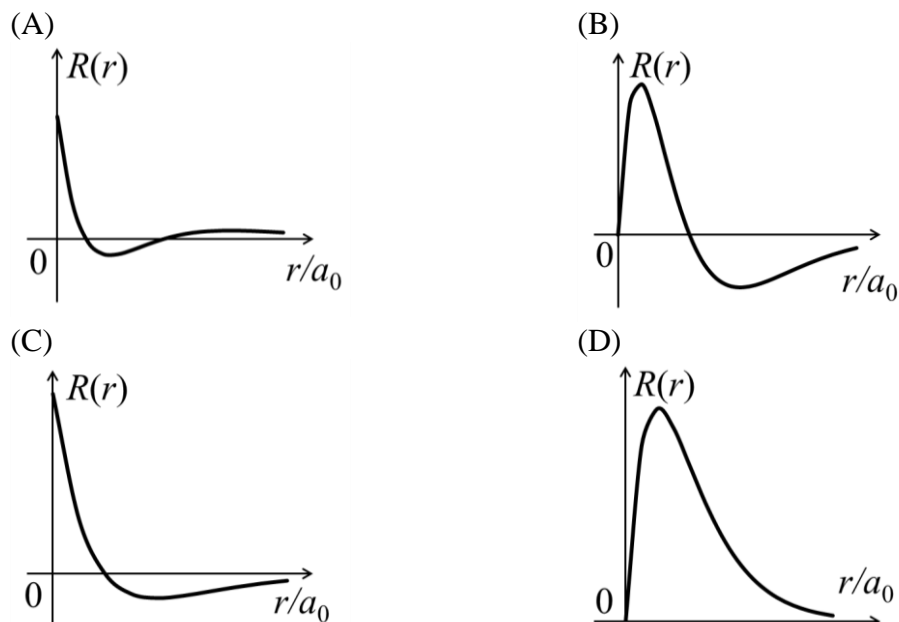 (A)
R(r)
0
r/a₀
(B)
R(r)
0
r/a₀
(C)
R(r)
0
r/a₀
(D)
R(r)
0
r/a₀